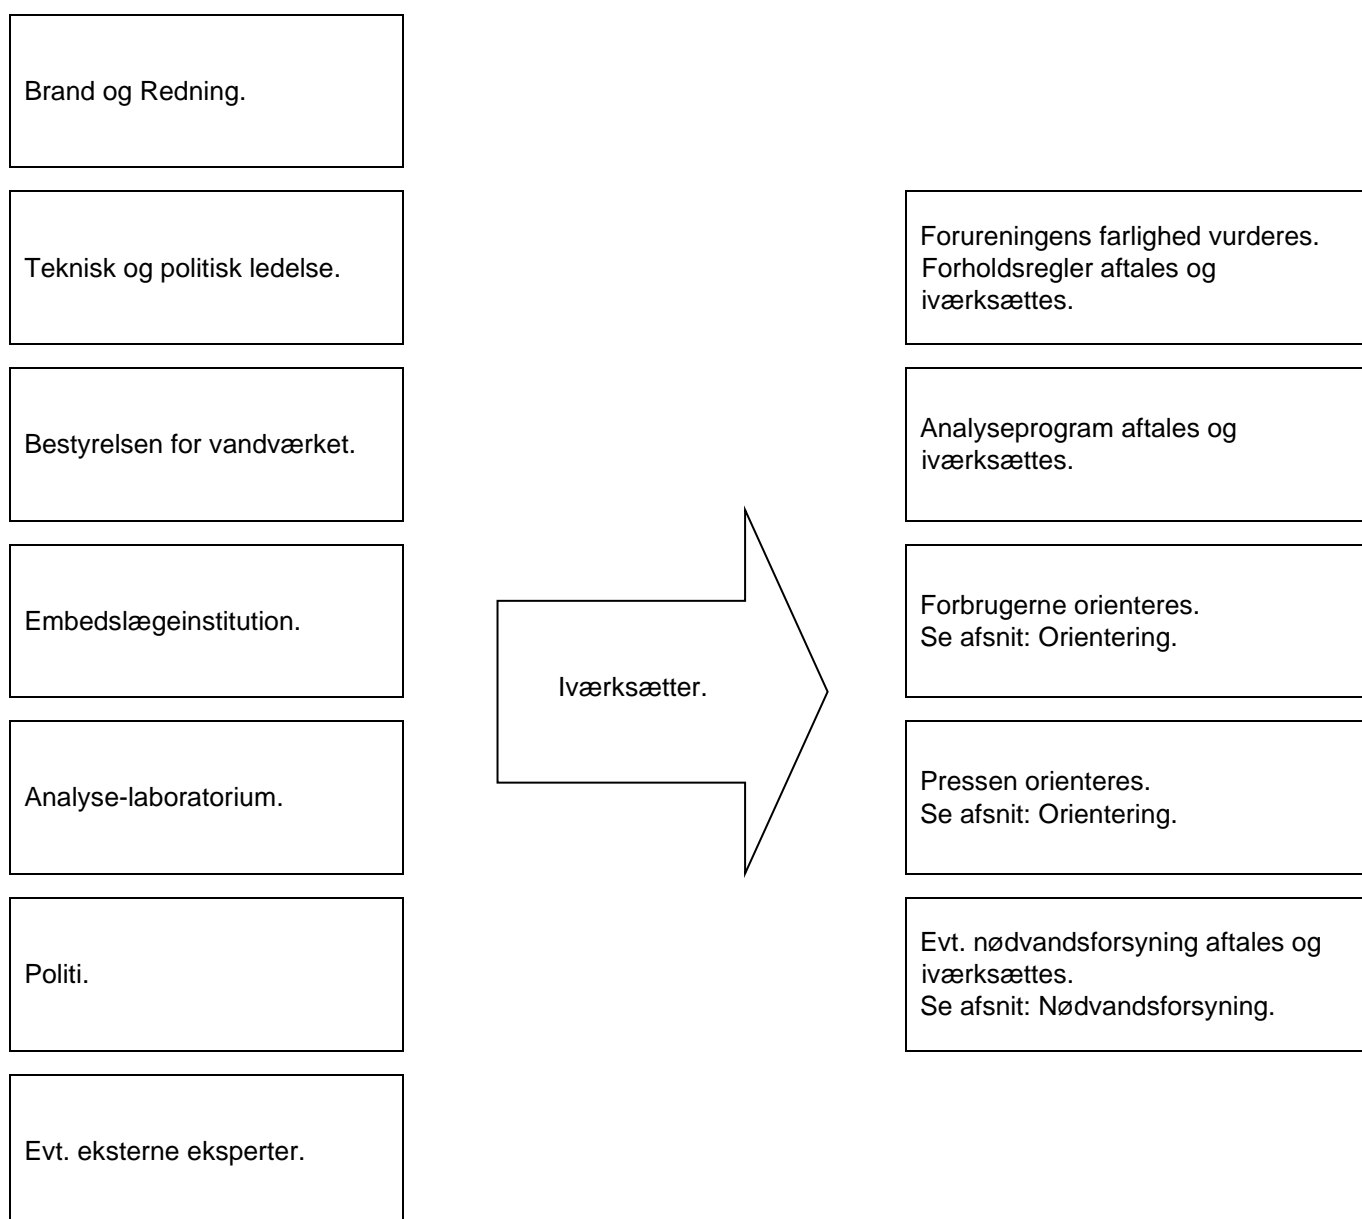 Brand og Redning.
Teknisk og politisk ledelse.
Bestyrelsen for vandværket.
Embedslægeinstitution.
Analyse-laboratorium.
Politi.
Evt. eksterne eksperter.
Iværksætter.
Forureningens farlighed vurderes.
Forholdsregler aftales og
iværksættes.
Analyseprogram aftales og
iværksættes.
Forbrugerne orienteres.
Se afsnit: Orientering.
Pressen orienteres.
Se afsnit: Orientering.
Evt. nødvandsforsyning aftales og
iværksættes.
Se afsnit: Nødvandsforsyning.